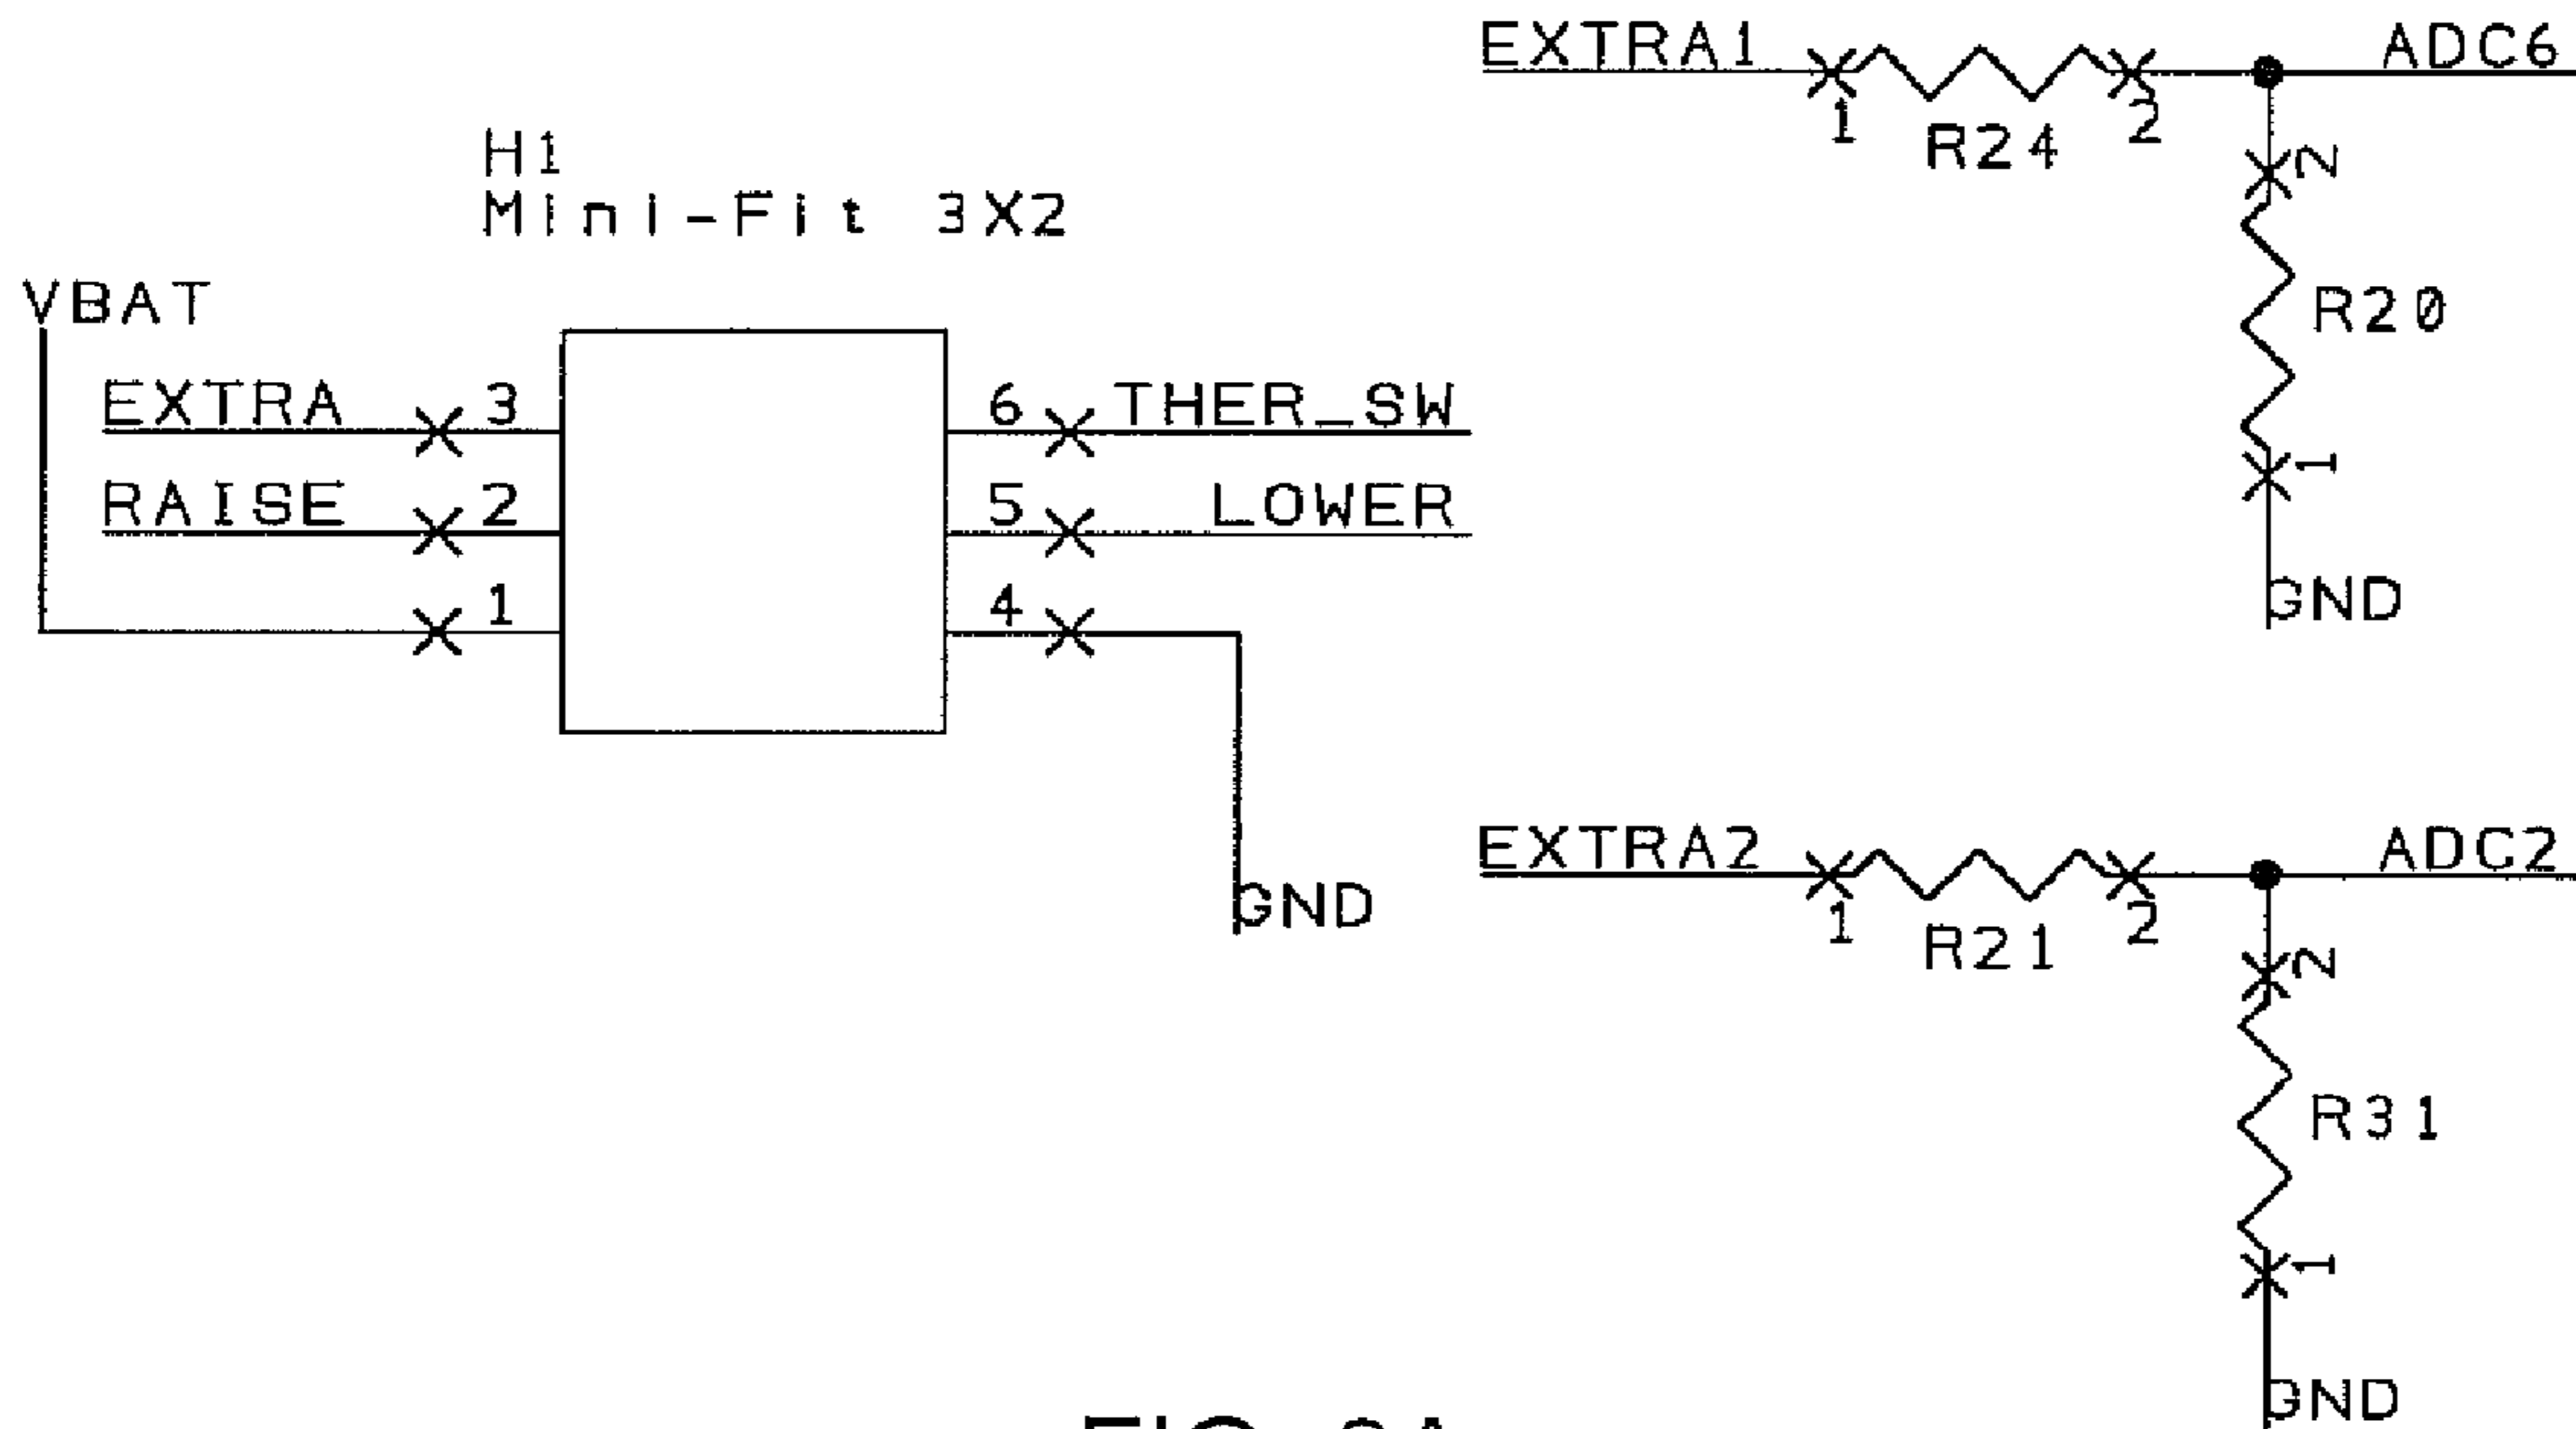 H1
Mini-Fit 3X2
VBAT
EXTRA 3
RAISE 2
1
6 THER_SW
5 LOWER
4
GND
EXTRA1
1 R24 2
ADC6
2
R20
1
GND
EXTRA2
1 R21 2
ADC2
2
R31
1
GND